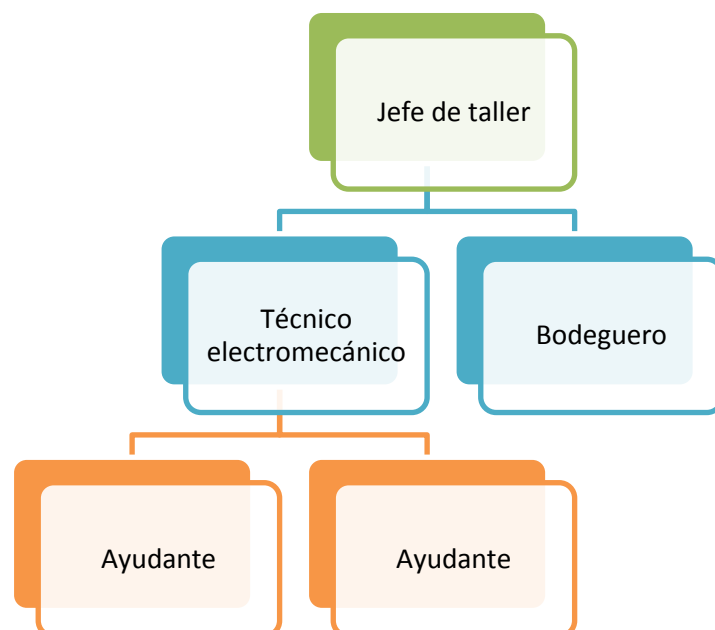 Jefe de taller
Técnico
electromecánico
Bodeguero
Ayudante
Ayudante